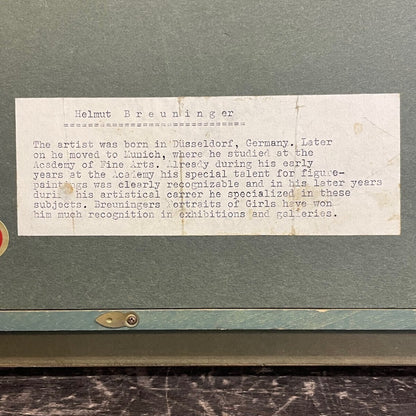 Helmut B r e u n i n g e r
==============================
The artist was born in Düsseldorf, Germany. Later
on he moved to Munich, where he studied at the
Academy of Fine Arts. Already during his early
years at the Academy his special talent for figure-
paintings was clearly recognizable and in his later years
during his artistical carrer he specialized in these
subjects. Breuningers Portraits of Girls have won
him much recognition in exhibitions and galleries.